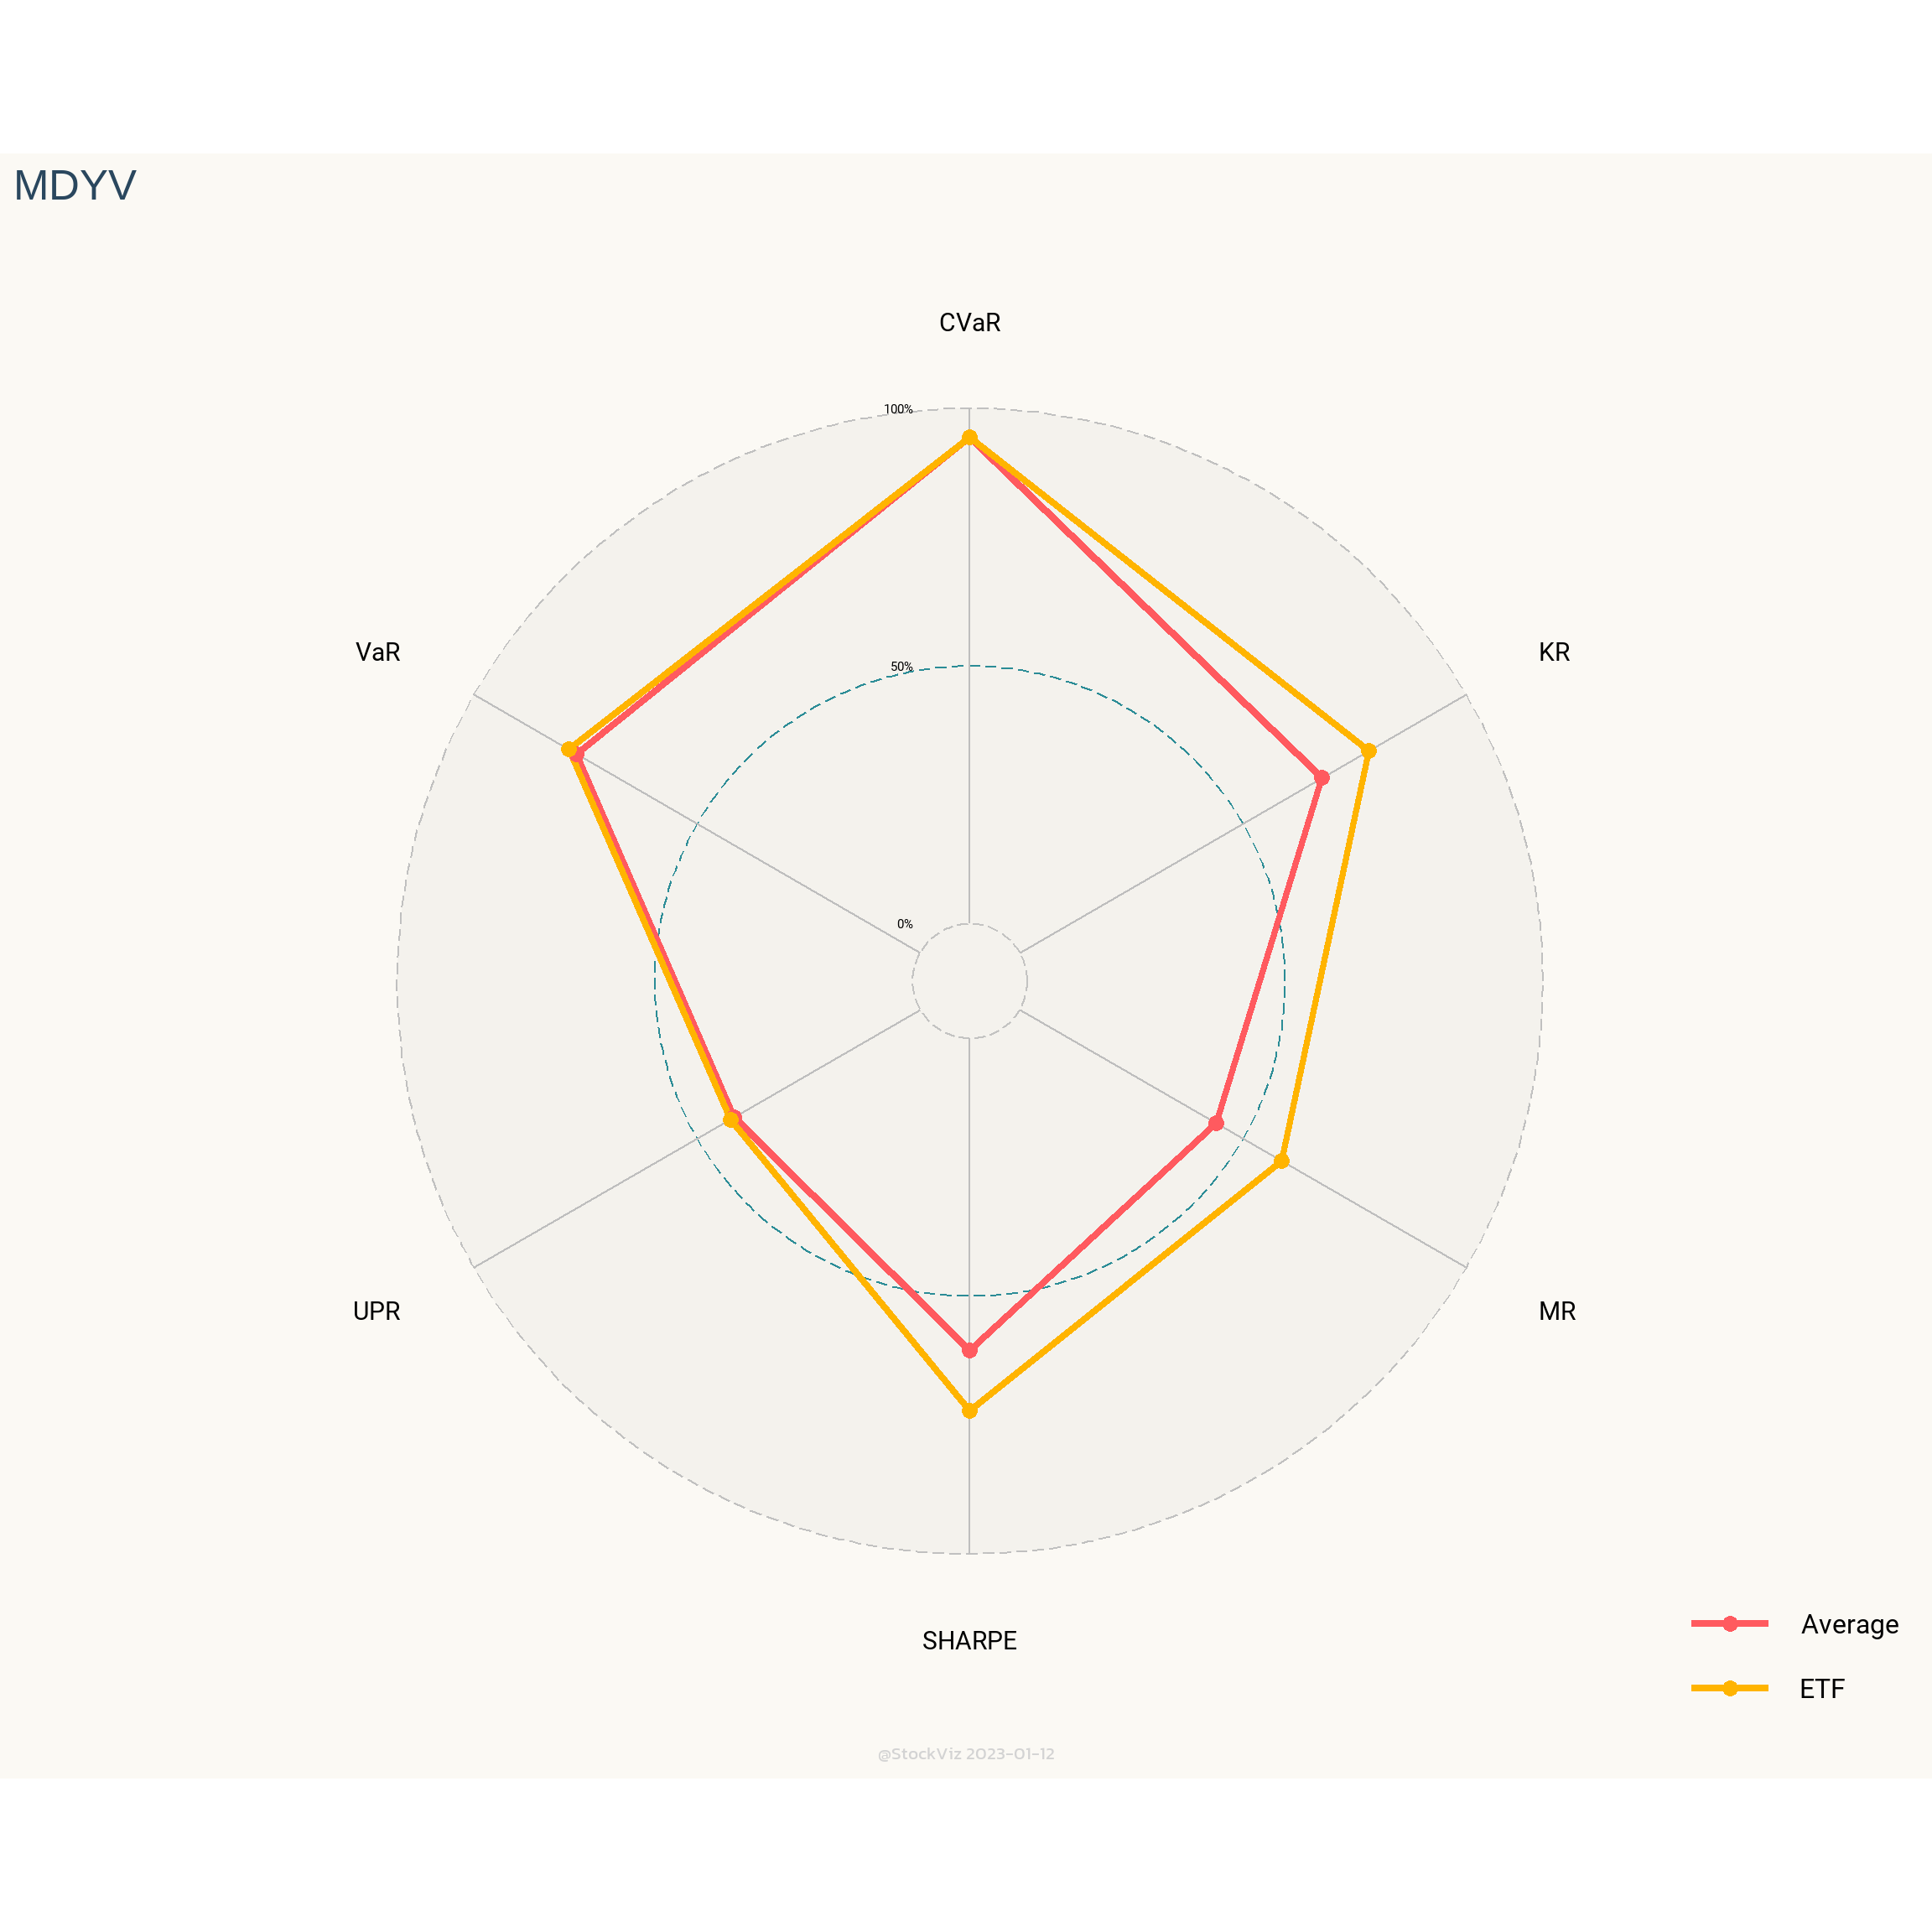 MDYV
CVaR
100%
VaR
KR
50%
0%
UPR
MR
SHARPE
Average
ETF
@StockViz 2023-01-12